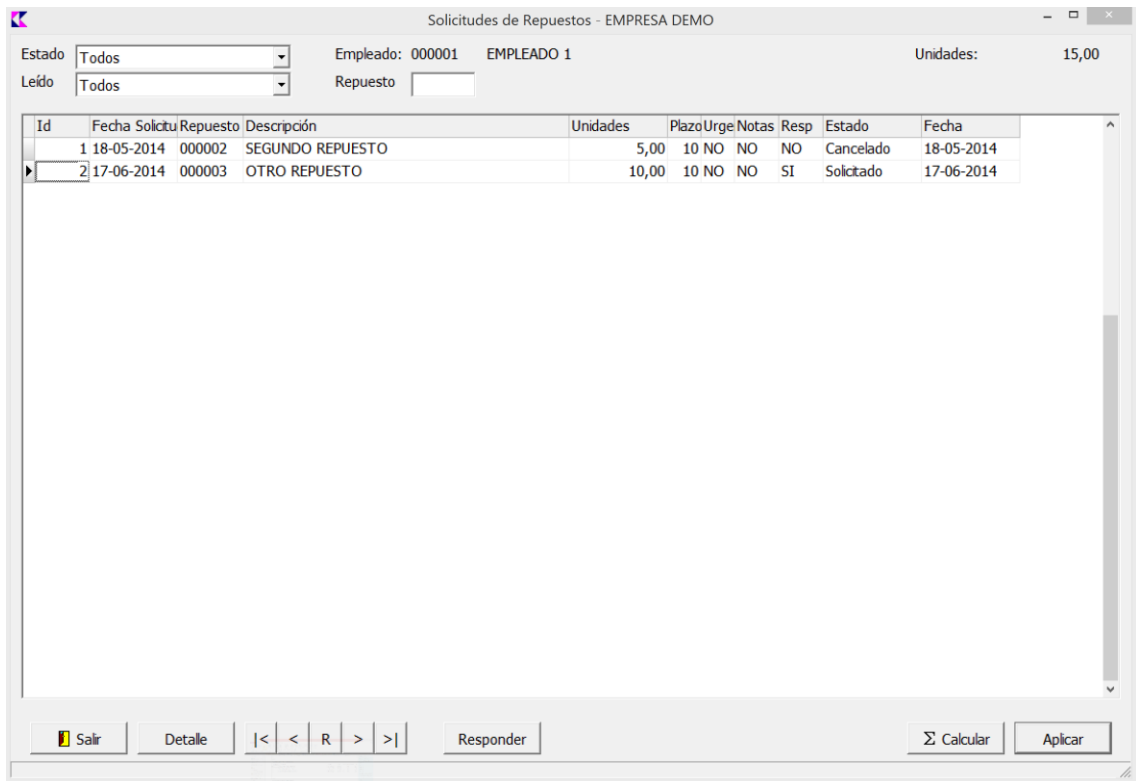 Solicitudes de Repuestos - EMPRESA DEMO
Estado Todos Empleado: 000001 EMPLEADO 1 Unidades: 15,00
Leído Todos Repuesto
Id Fecha Solicitu Repuesto Descripción Unidades Plazo Urge Notas Resp Estado Fecha
1 18-05-2014 000002 SEGUNDO REPUESTO 5,00 10 NO NO NO Cancelado 18-05-2014
2 17-06-2014 000003 OTRO REPUESTO 10,00 10 NO NO SI Solicitado 17-06-2014
Salir Detalle |< < R > >| Responder Σ Calcular Aplicar